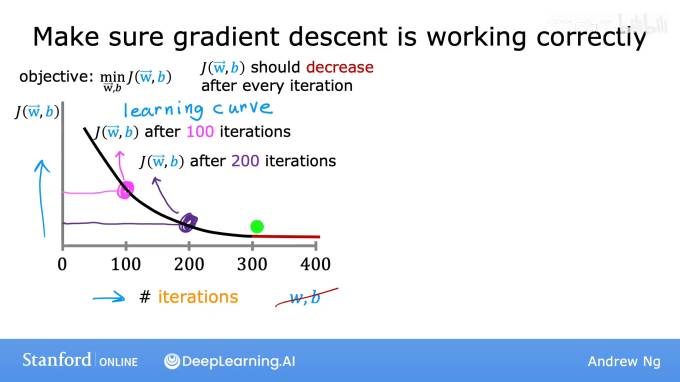 Make sure gradient descent is working correctly
objective: min J(w⃗, b)
w⃗,b
J(w⃗, b) should decrease
after every iteration
J(w⃗, b)
learning curve
J(w⃗, b) after 100 iterations
J(w⃗, b) after 200 iterations
0 100 200 300 400
# iterations
w, b
Stanford | ONLINE
DeepLearning.AI
Andrew Ng